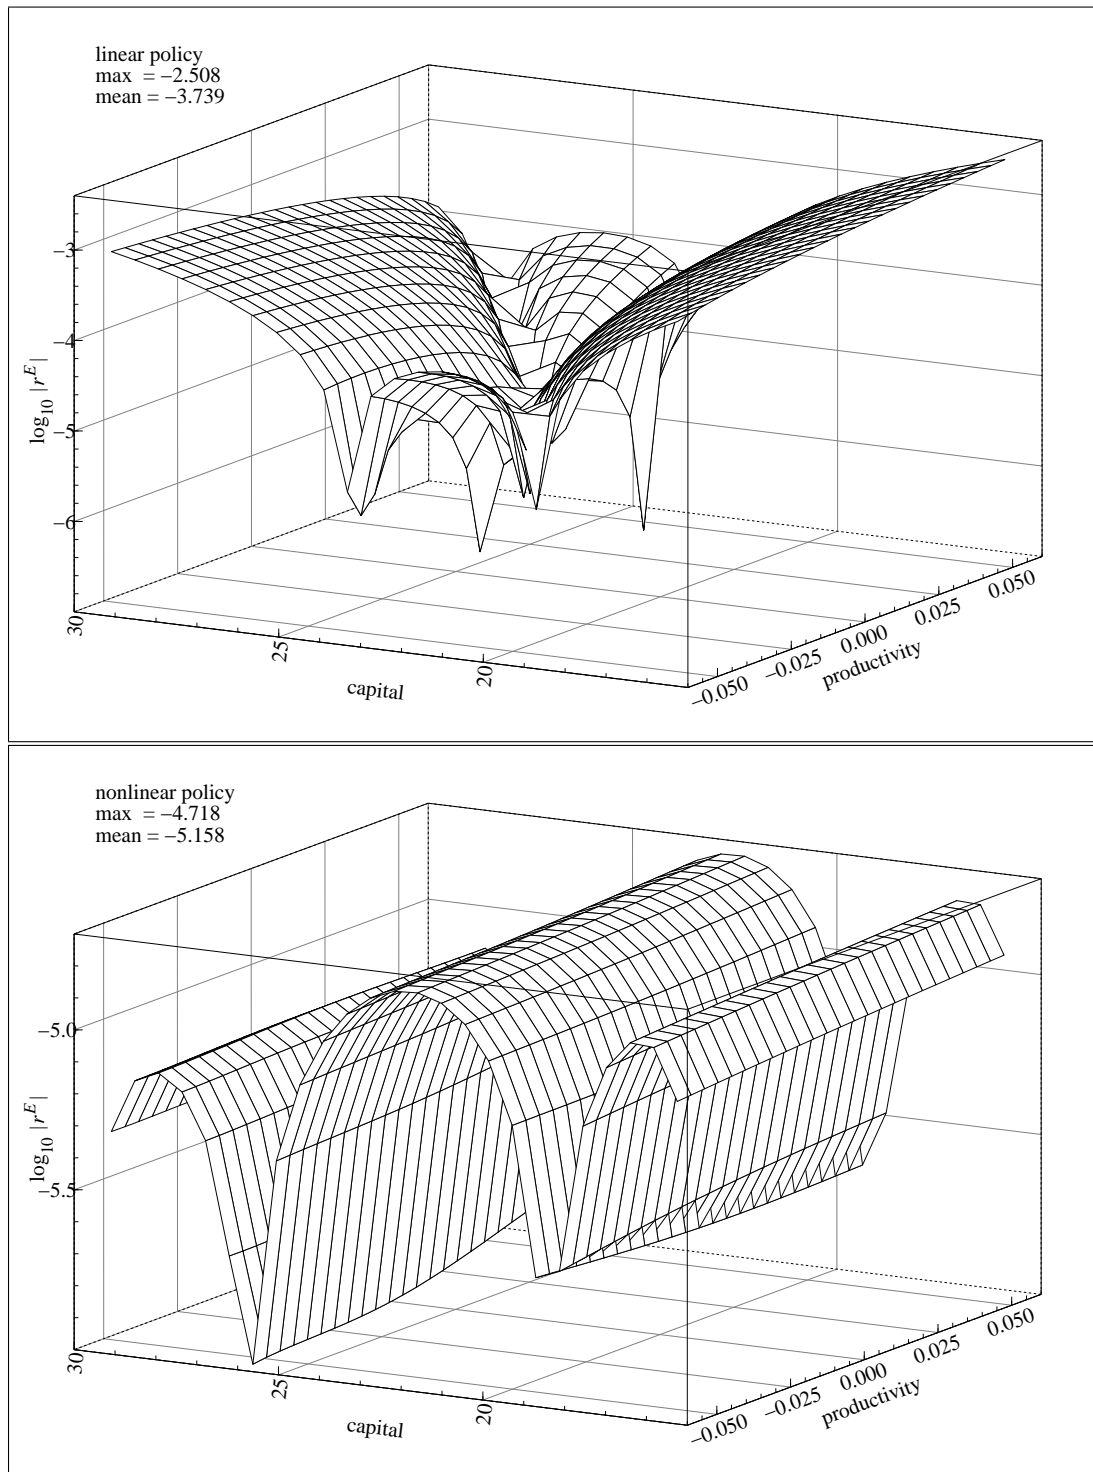 linear policy
max = −2.508
mean = −3.739
−3
−4
−5
−6
log10 |r^E|
30
25
20
capital
−0.050
−0.025
0.000
0.025
0.050
productivity
nonlinear policy
max = −4.718
mean = −5.158
−5.0
−5.5
log10 |r^E|
30
25
20
capital
−0.050
−0.025
0.000
0.025
0.050
productivity